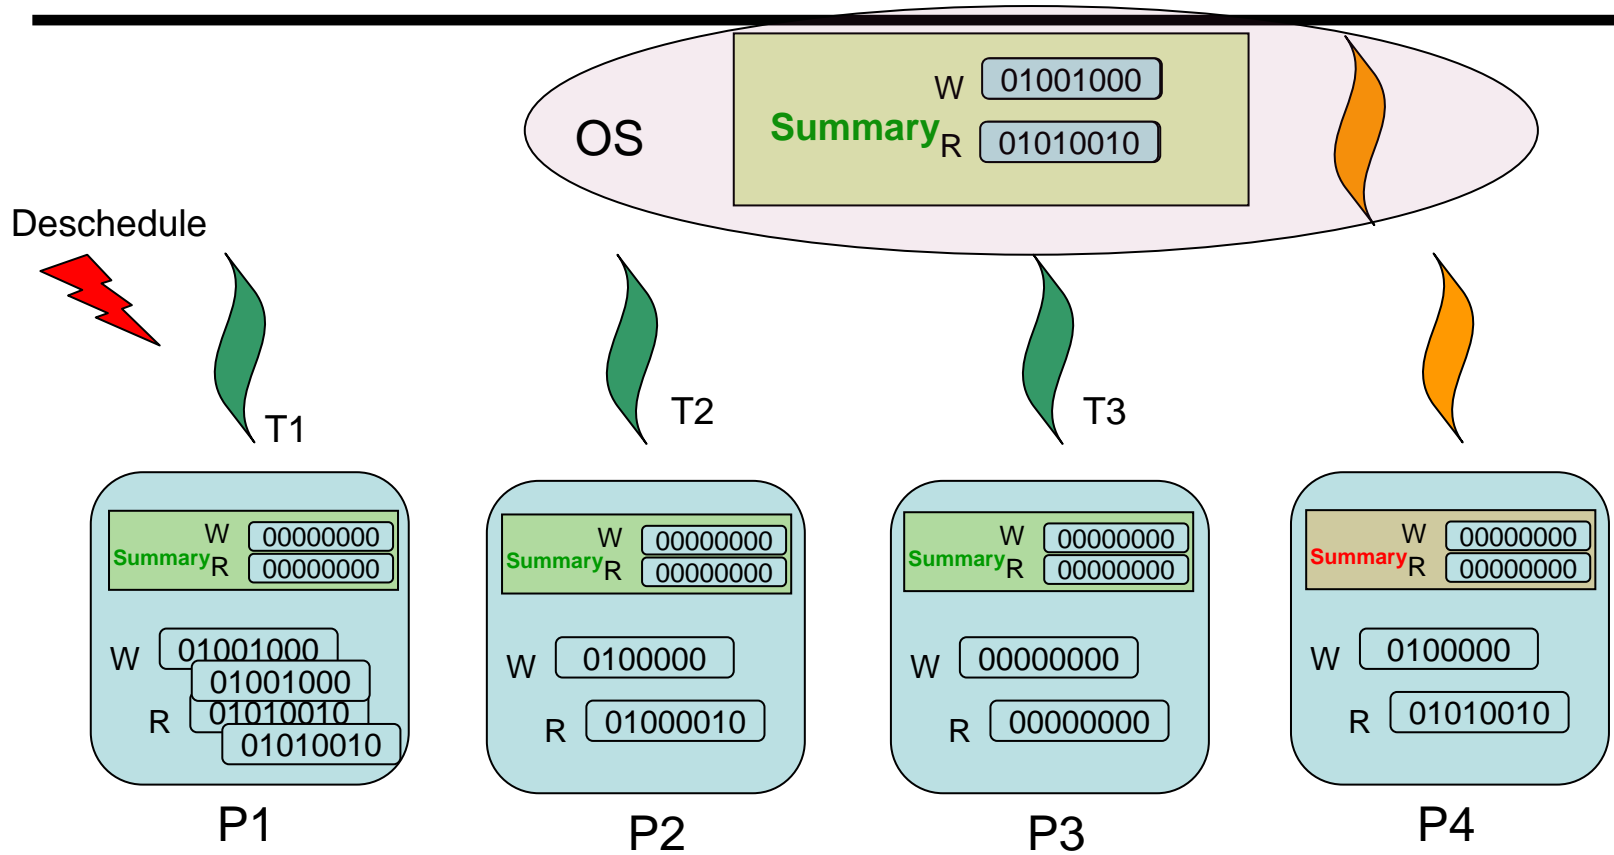 W 01001000
OS Summary R 01010010
Deschedule
T1 T2 T3
W 00000000
Summary R 00000000
W 00000000
Summary R 00000000
W 00000000
Summary R 00000000
W 00000000
Summary R 00000000
W 01001000
01001000
R 01010010
01010010
W 0100000
R 01000010
W 00000000
R 00000000
W 0100000
R 01010010
P1 P2 P3 P4